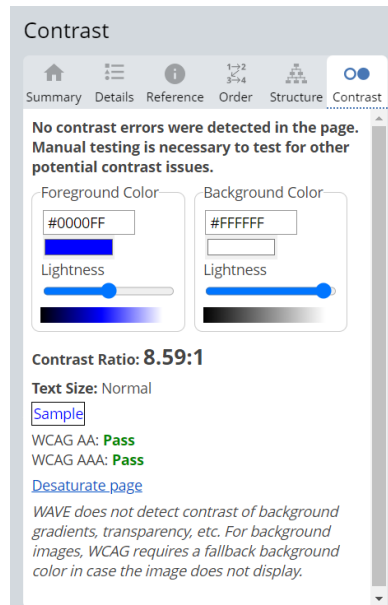 Contrast
1→2
3→4
Summary Details Reference Order Structure Contrast
No contrast errors were detected in the page.
Manual testing is necessary to test for other
potential contrast issues.
Foreground Color Background Color
#0000FF #FFFFFF
Lightness Lightness
Contrast Ratio: 8.59:1
Text Size: Normal
Sample
WCAG AA: Pass
WCAG AAA: Pass
Desaturate page
WAVE does not detect contrast of background
gradients, transparency, etc. For background
images, WCAG requires a fallback background
color in case the image does not display.